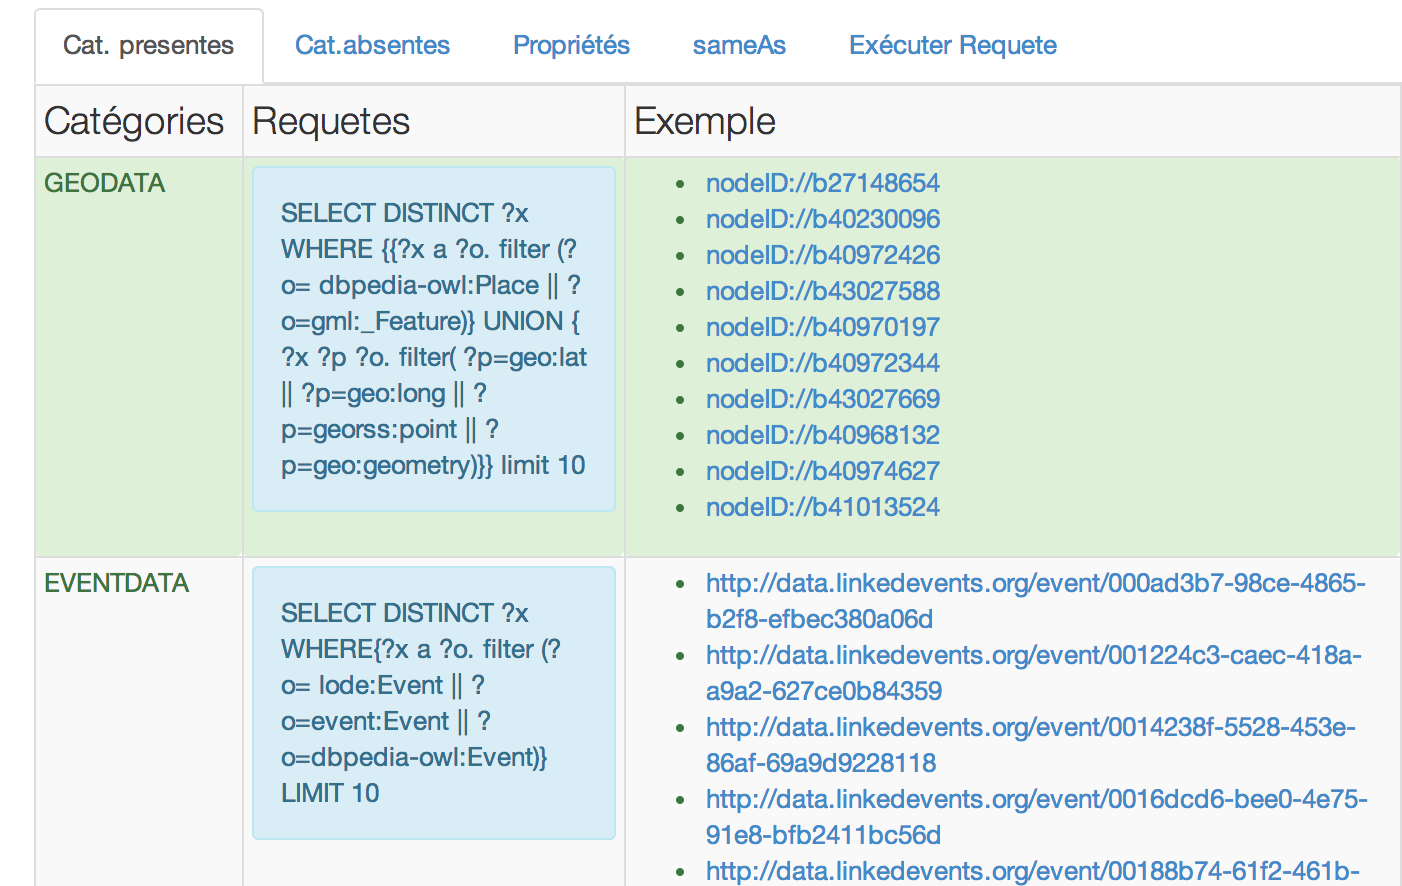 Cat. presentes Cat.absentes Propriétés sameAs Exécuter Requete
Catégories Requetes Exemple
GEODATA
SELECT DISTINCT ?x
WHERE {{?x a ?o. filter (?
o= dbpedia-owl:Place || ?
o=gml:_Feature)} UNION {
?x ?p ?o. filter( ?p=geo:lat
|| ?p=geo:long || ?
p=georss:point || ?
p=geo:geometry)}} limit 10
nodeID://b27148654
nodeID://b40230096
nodeID://b40972426
nodeID://b43027588
nodeID://b40970197
nodeID://b40972344
nodeID://b43027669
nodeID://b40968132
nodeID://b40974627
nodeID://b41013524
EVENTDATA
SELECT DISTINCT ?x
WHERE{?x a ?o. filter (?
o= lode:Event || ?
o=event:Event || ?
o=dbpedia-owl:Event)}
LIMIT 10
http://data.linkedevents.org/event/000ad3b7-98ce-4865-
b2f8-efbec380a06d
http://data.linkedevents.org/event/001224c3-caec-418a-
a9a2-627ce0b84359
http://data.linkedevents.org/event/0014238f-5528-453e-
86af-69a9d9228118
http://data.linkedevents.org/event/0016dcd6-bee0-4e75-
91e8-bfb2411bc56d
http://data.linkedevents.org/event/00188b74-61f2-461b-